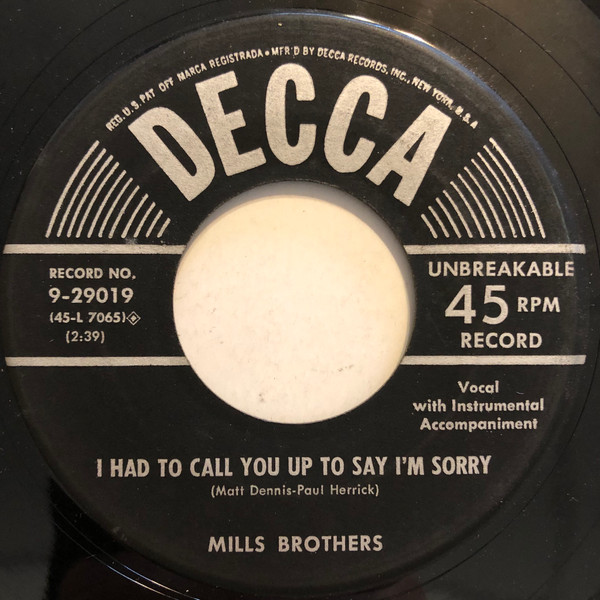 REG. U.S. PAT OFF MARCA REGISTRADA • MFR'D BY DECCA RECORDS, INC., NEW YORK, U.S.A
DECCA
RECORD NO.
9-29019
(45-L 7065)
(2:39)
UNBREAKABLE
45 RPM
RECORD
Vocal
with Instrumental
Accompaniment
I HAD TO CALL YOU UP TO SAY I'M SORRY
(Matt Dennis-Paul Herrick)
MILLS BROTHERS